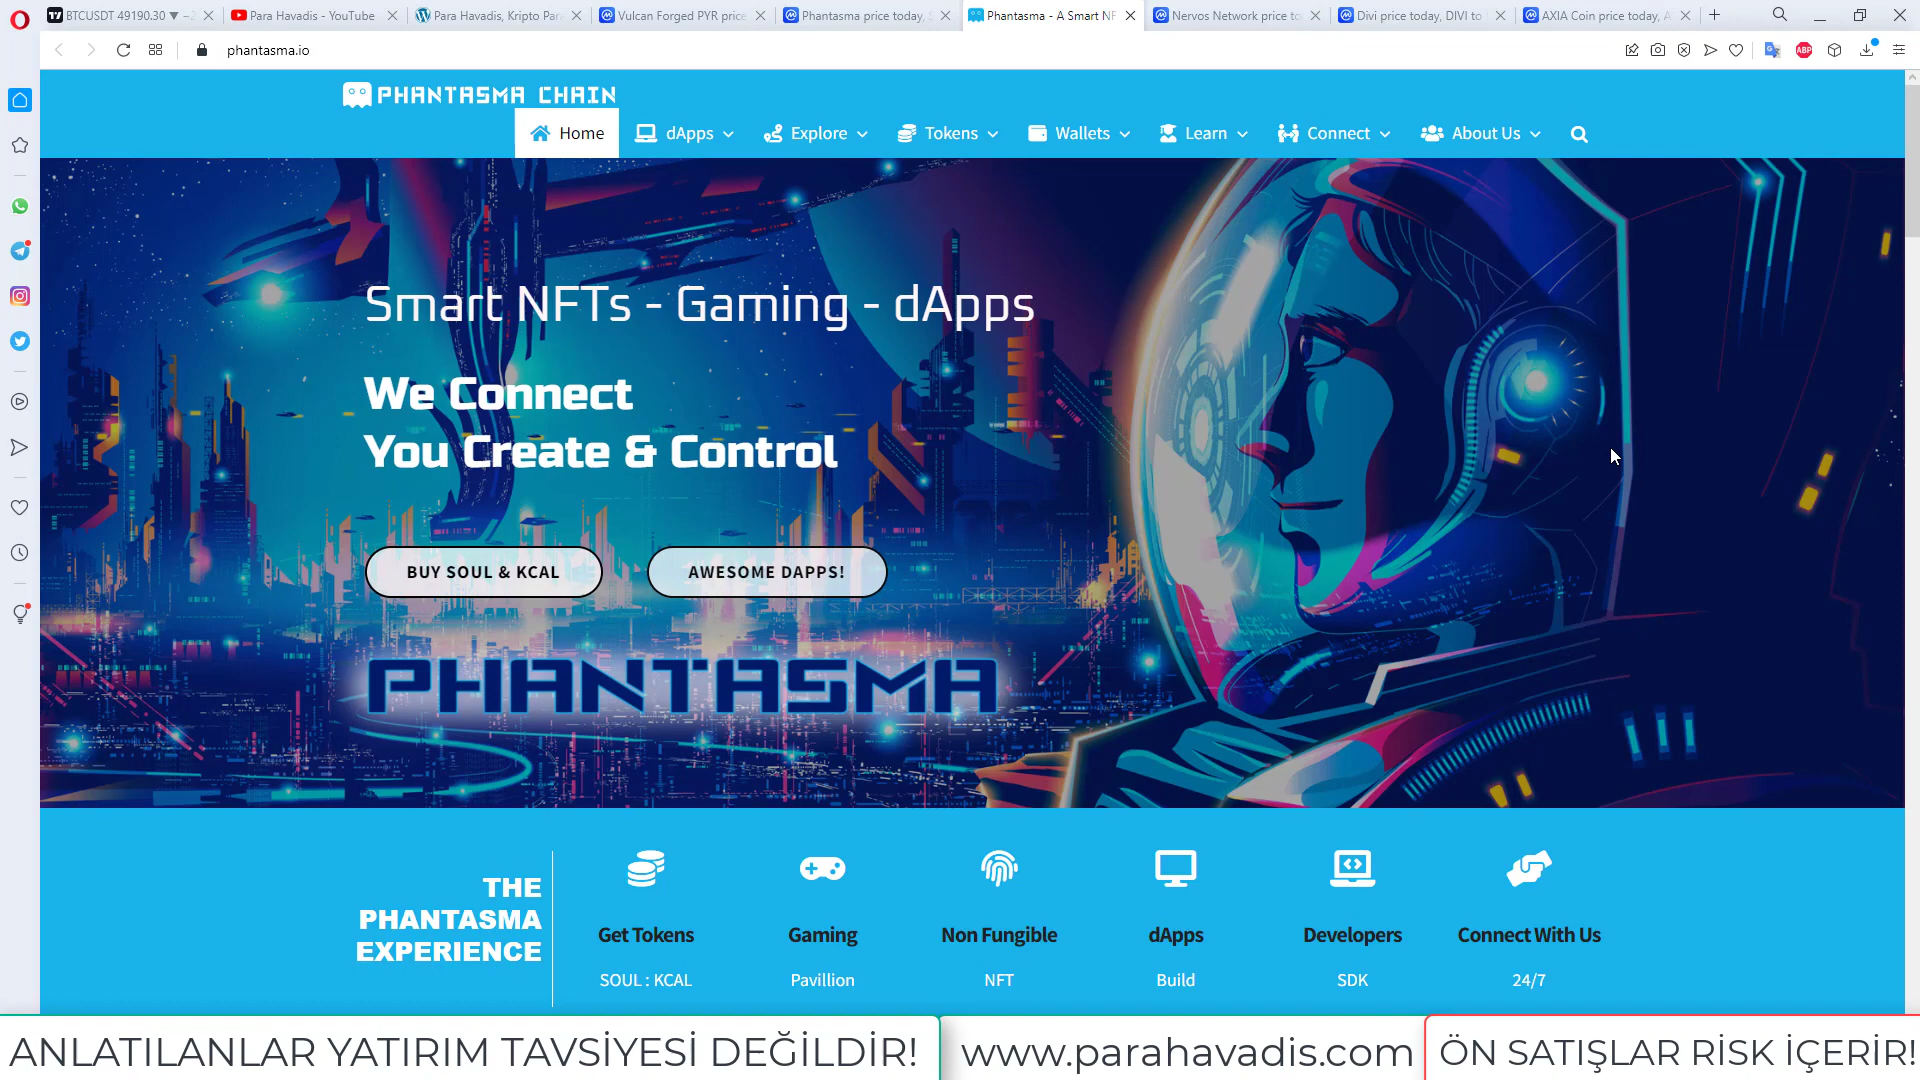 BTCUSDT 49190.30 ▼ −2
Para Havadis - YouTube
Para Havadis, Kripto Par
Vulcan Forged PYR price
Phantasma price today, S
Phantasma - A Smart NF
Nervos Network price to
Divi price today, DIVI to
AXIA Coin price today, A
phantasma.io
ABP
PHANTASMA CHAIN
Home
dApps
Explore
Tokens
Wallets
Learn
Connect
About Us
Smart NFTs - Gaming - dApps
We Connect
You Create & Control
BUY SOUL & KCAL
AWESOME DAPPS!
PHANTASMA
THE
PHANTASMA
EXPERIENCE
Get Tokens
Gaming
Non Fungible
dApps
Developers
Connect With Us
SOUL : KCAL
Pavillion
NFT
Build
SDK
24/7
ANLATILANLAR YATIRIM TAVSİYESİ DEĞİLDİR!
www.parahavadis.com
ÖN SATIŞLAR RİSK İÇERİR!